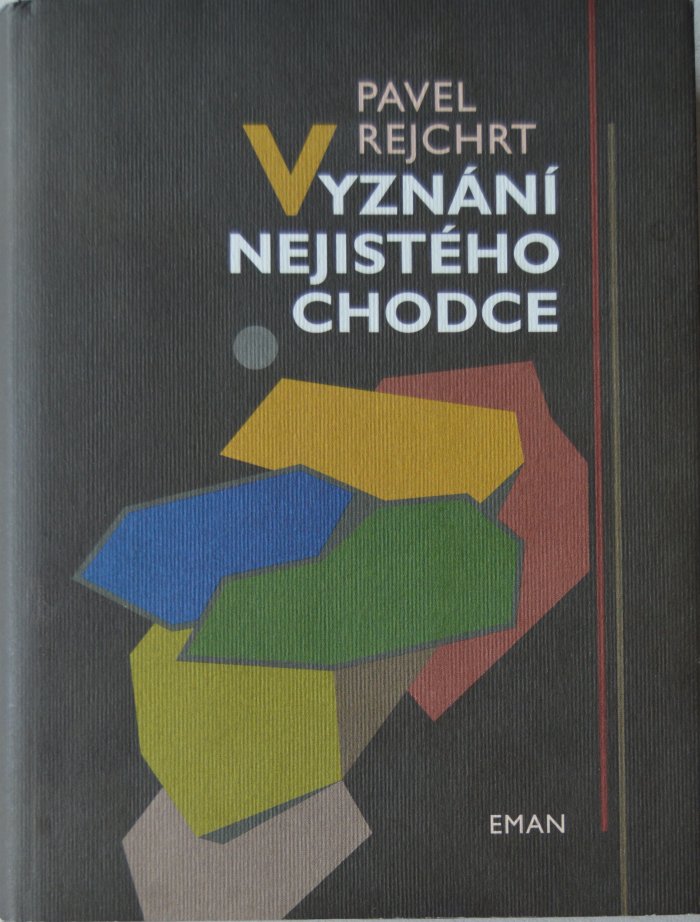 PAVEL
REJCHRT
VYZNÁNÍ
NEJISTÉHO
CHODCE
EMAN